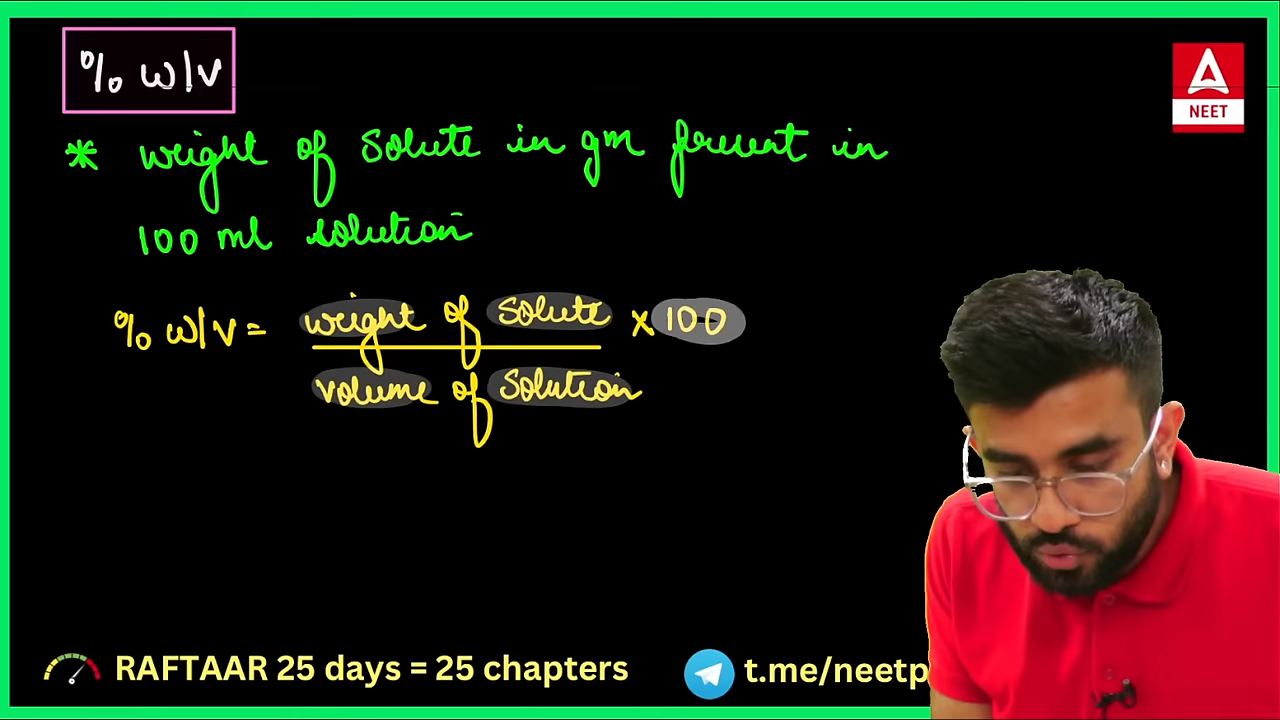 % w/v
NEET
* weight of solute in gm present in
100 ml solution
% w/v = weight of solute × 100
volume of solution
RAFTAAR 25 days = 25 chapters
t.me/neetp